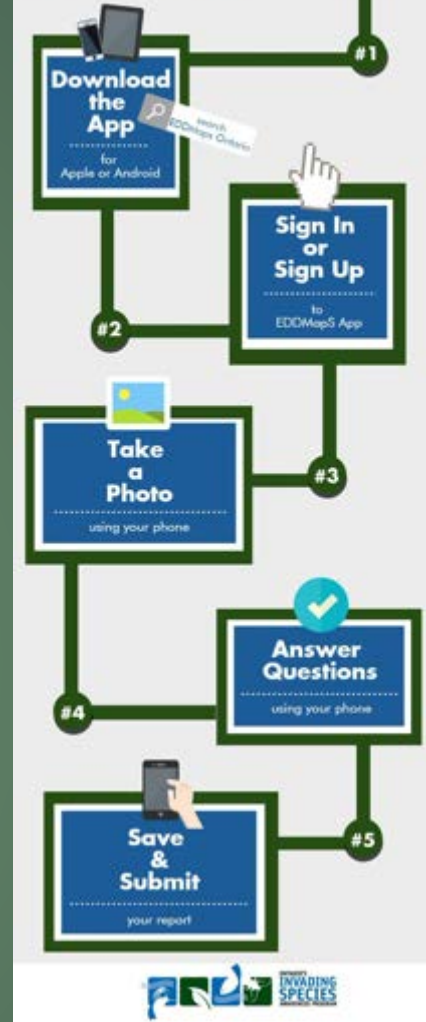 #1
Download
the
App
search
EDDMapS Ontario
for
Apple or Android
Sign In
or
Sign Up
to
EDDMapS App
#2
Take
a
Photo
using your phone
#3
Answer
Questions
using your phone
#4
Save
&
Submit
your report
#5
INVADING
SPECIES